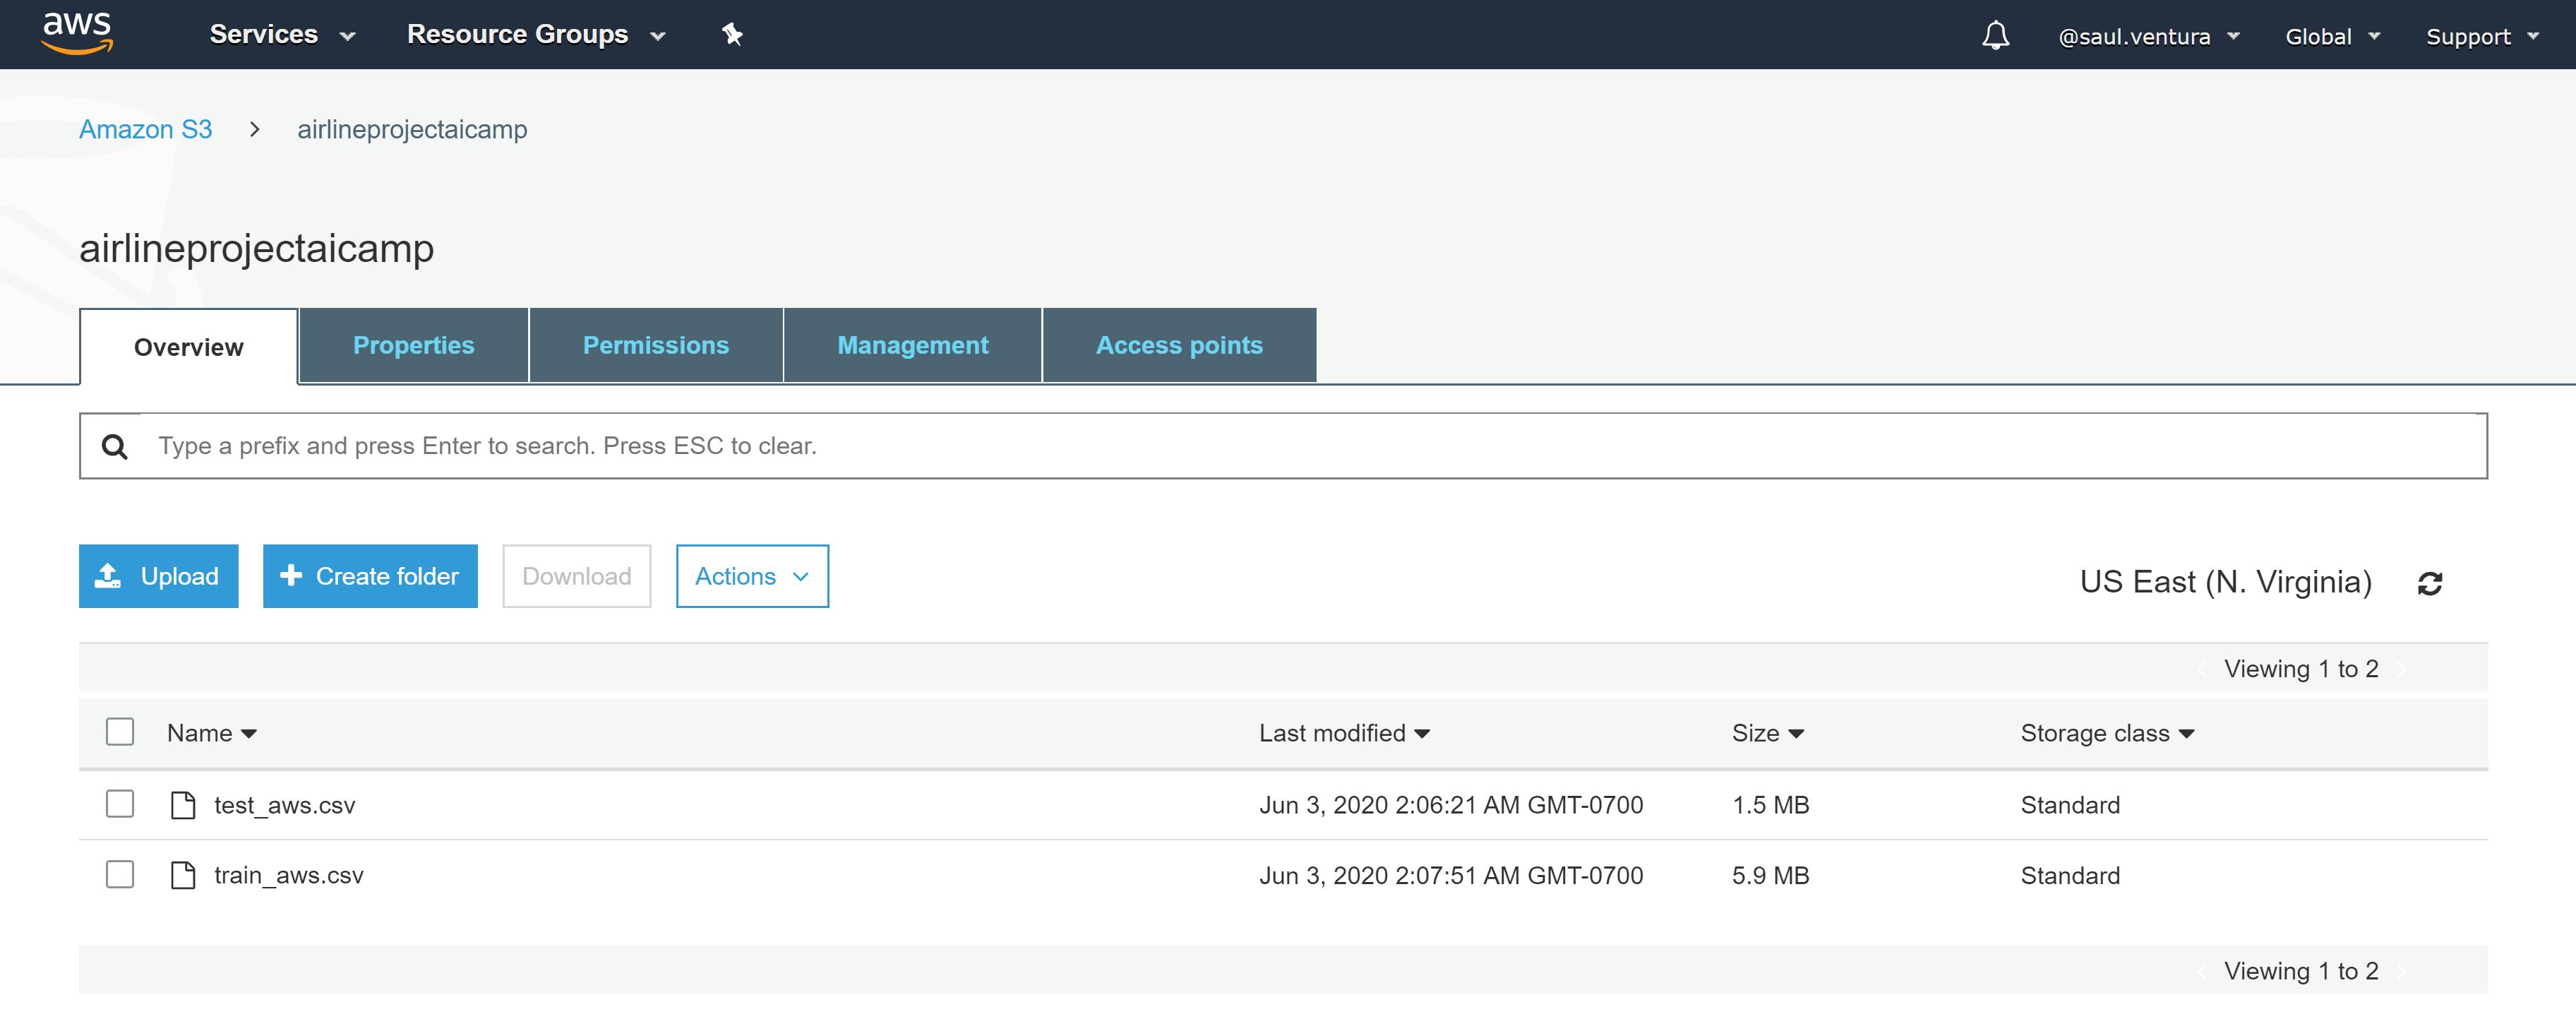 aws Services Resource Groups @saul.ventura Global Support
Amazon S3 > airlineprojectaicamp
airlineprojectaicamp
Overview Properties Permissions Management Access points
Type a prefix and press Enter to search. Press ESC to clear.
Upload + Create folder Download Actions US East (N. Virginia)
Viewing 1 to 2
Name Last modified Size Storage class
test_aws.csv Jun 3, 2020 2:06:21 AM GMT-0700 1.5 MB Standard
train_aws.csv Jun 3, 2020 2:07:51 AM GMT-0700 5.9 MB Standard
Viewing 1 to 2